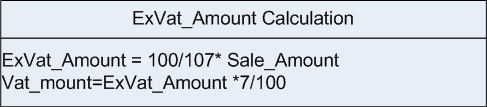 ExVat_Amount Calculation
ExVat_Amount = 100/107* Sale_Amount
Vat_mount=ExVat_Amount *7/100